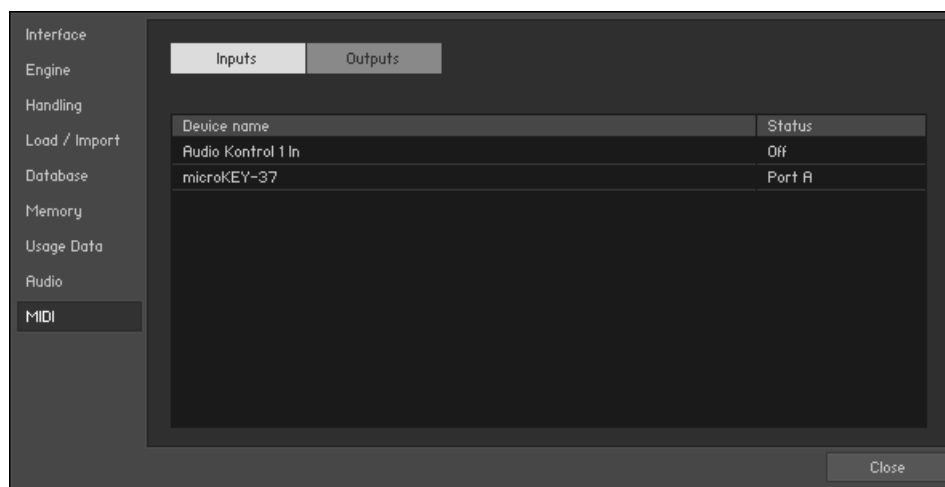 Interface
Engine
Handling
Load / Import
Database
Memory
Usage Data
Audio
MIDI
Inputs Outputs
Device name Status
Audio Kontrol 1 In Off
microKEY-37 Port A
Close